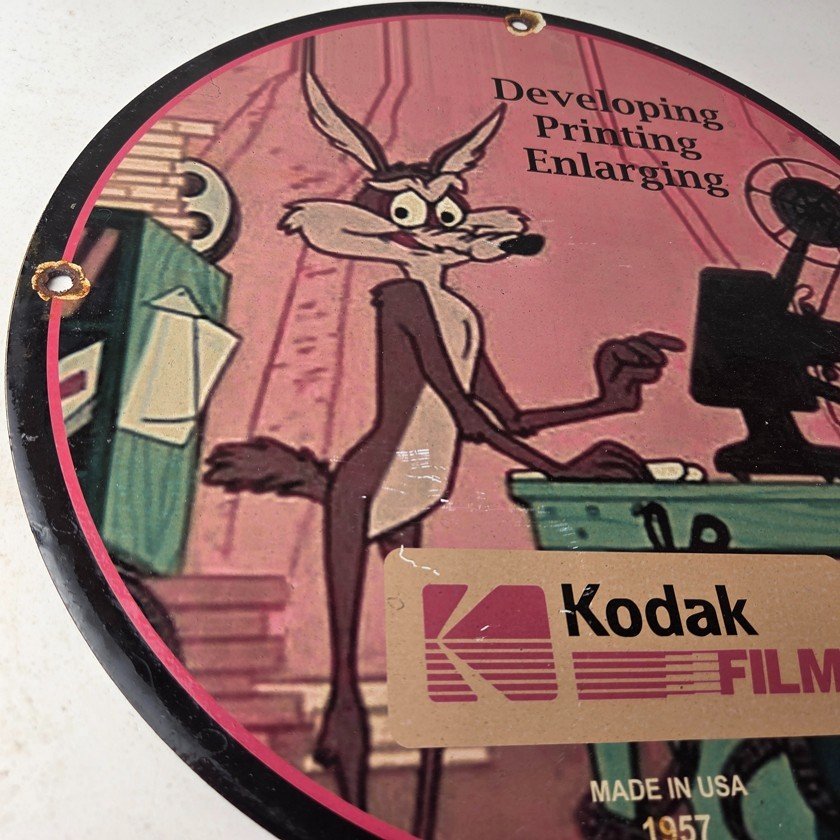 Developing
Printing
Enlarging
Kodak
FILM
MADE IN USA
1957